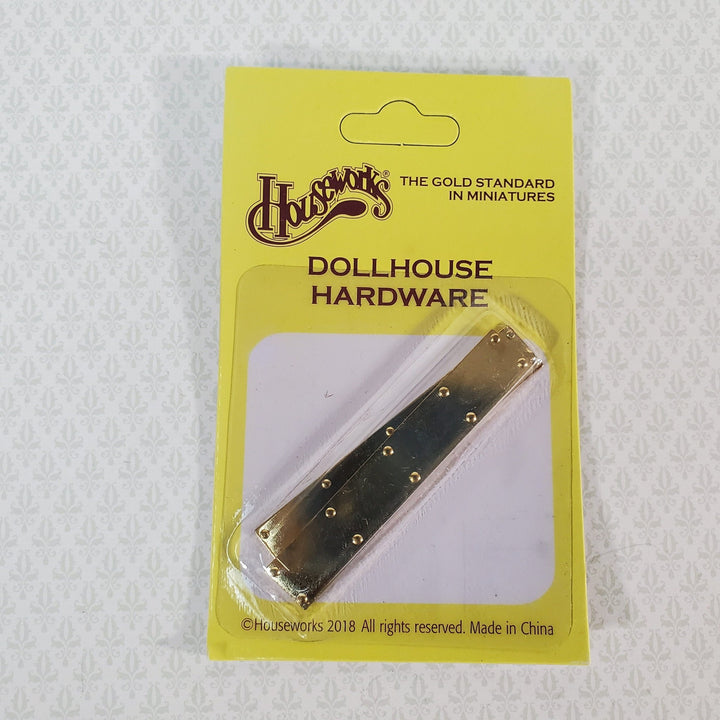 Houseworks®
THE GOLD STANDARD
IN MINIATURES
DOLLHOUSE
HARDWARE
©Houseworks 2018 All rights reserved. Made in China